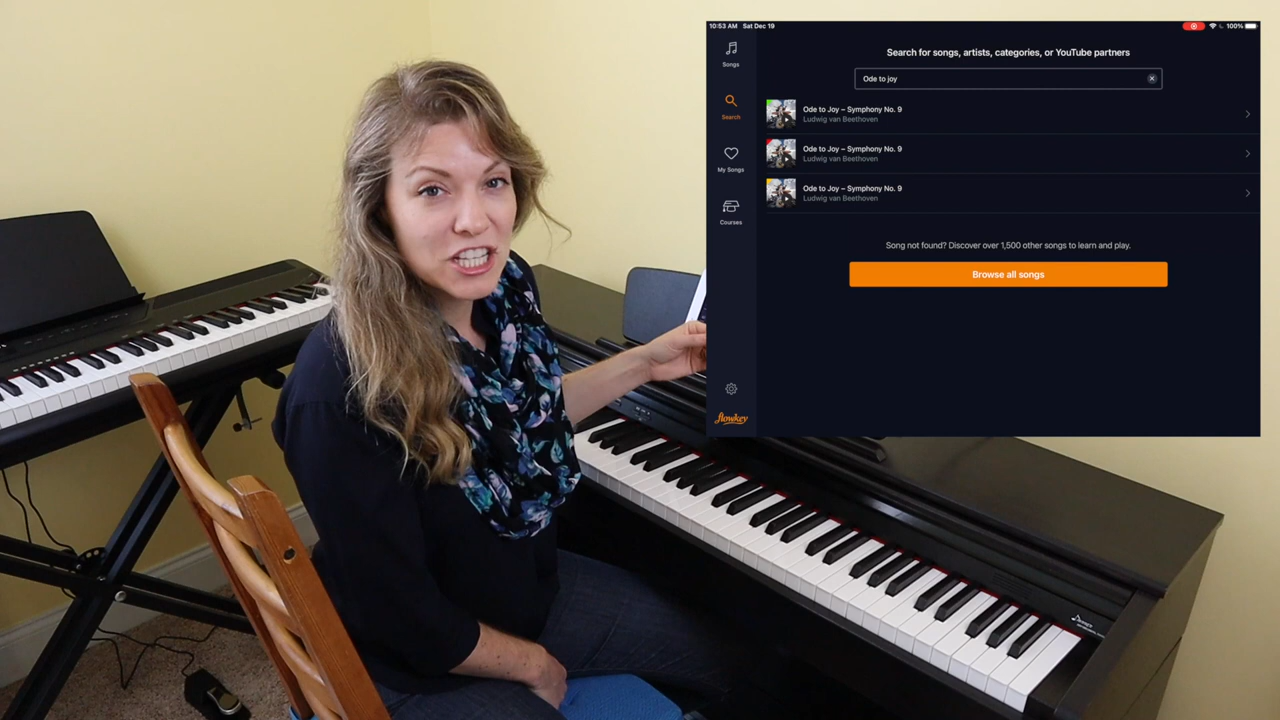 10:53 AM Sat Dec 19
100%
Songs
Search
My Songs
Courses
flowkey
Search for songs, artists, categories, or YouTube partners
Ode to joy
Ode to Joy – Symphony No. 9
Ludwig van Beethoven
Ode to Joy – Symphony No. 9
Ludwig van Beethoven
Ode to Joy – Symphony No. 9
Ludwig van Beethoven
Song not found? Discover over 1,500 other songs to learn and play.
Browse all songs